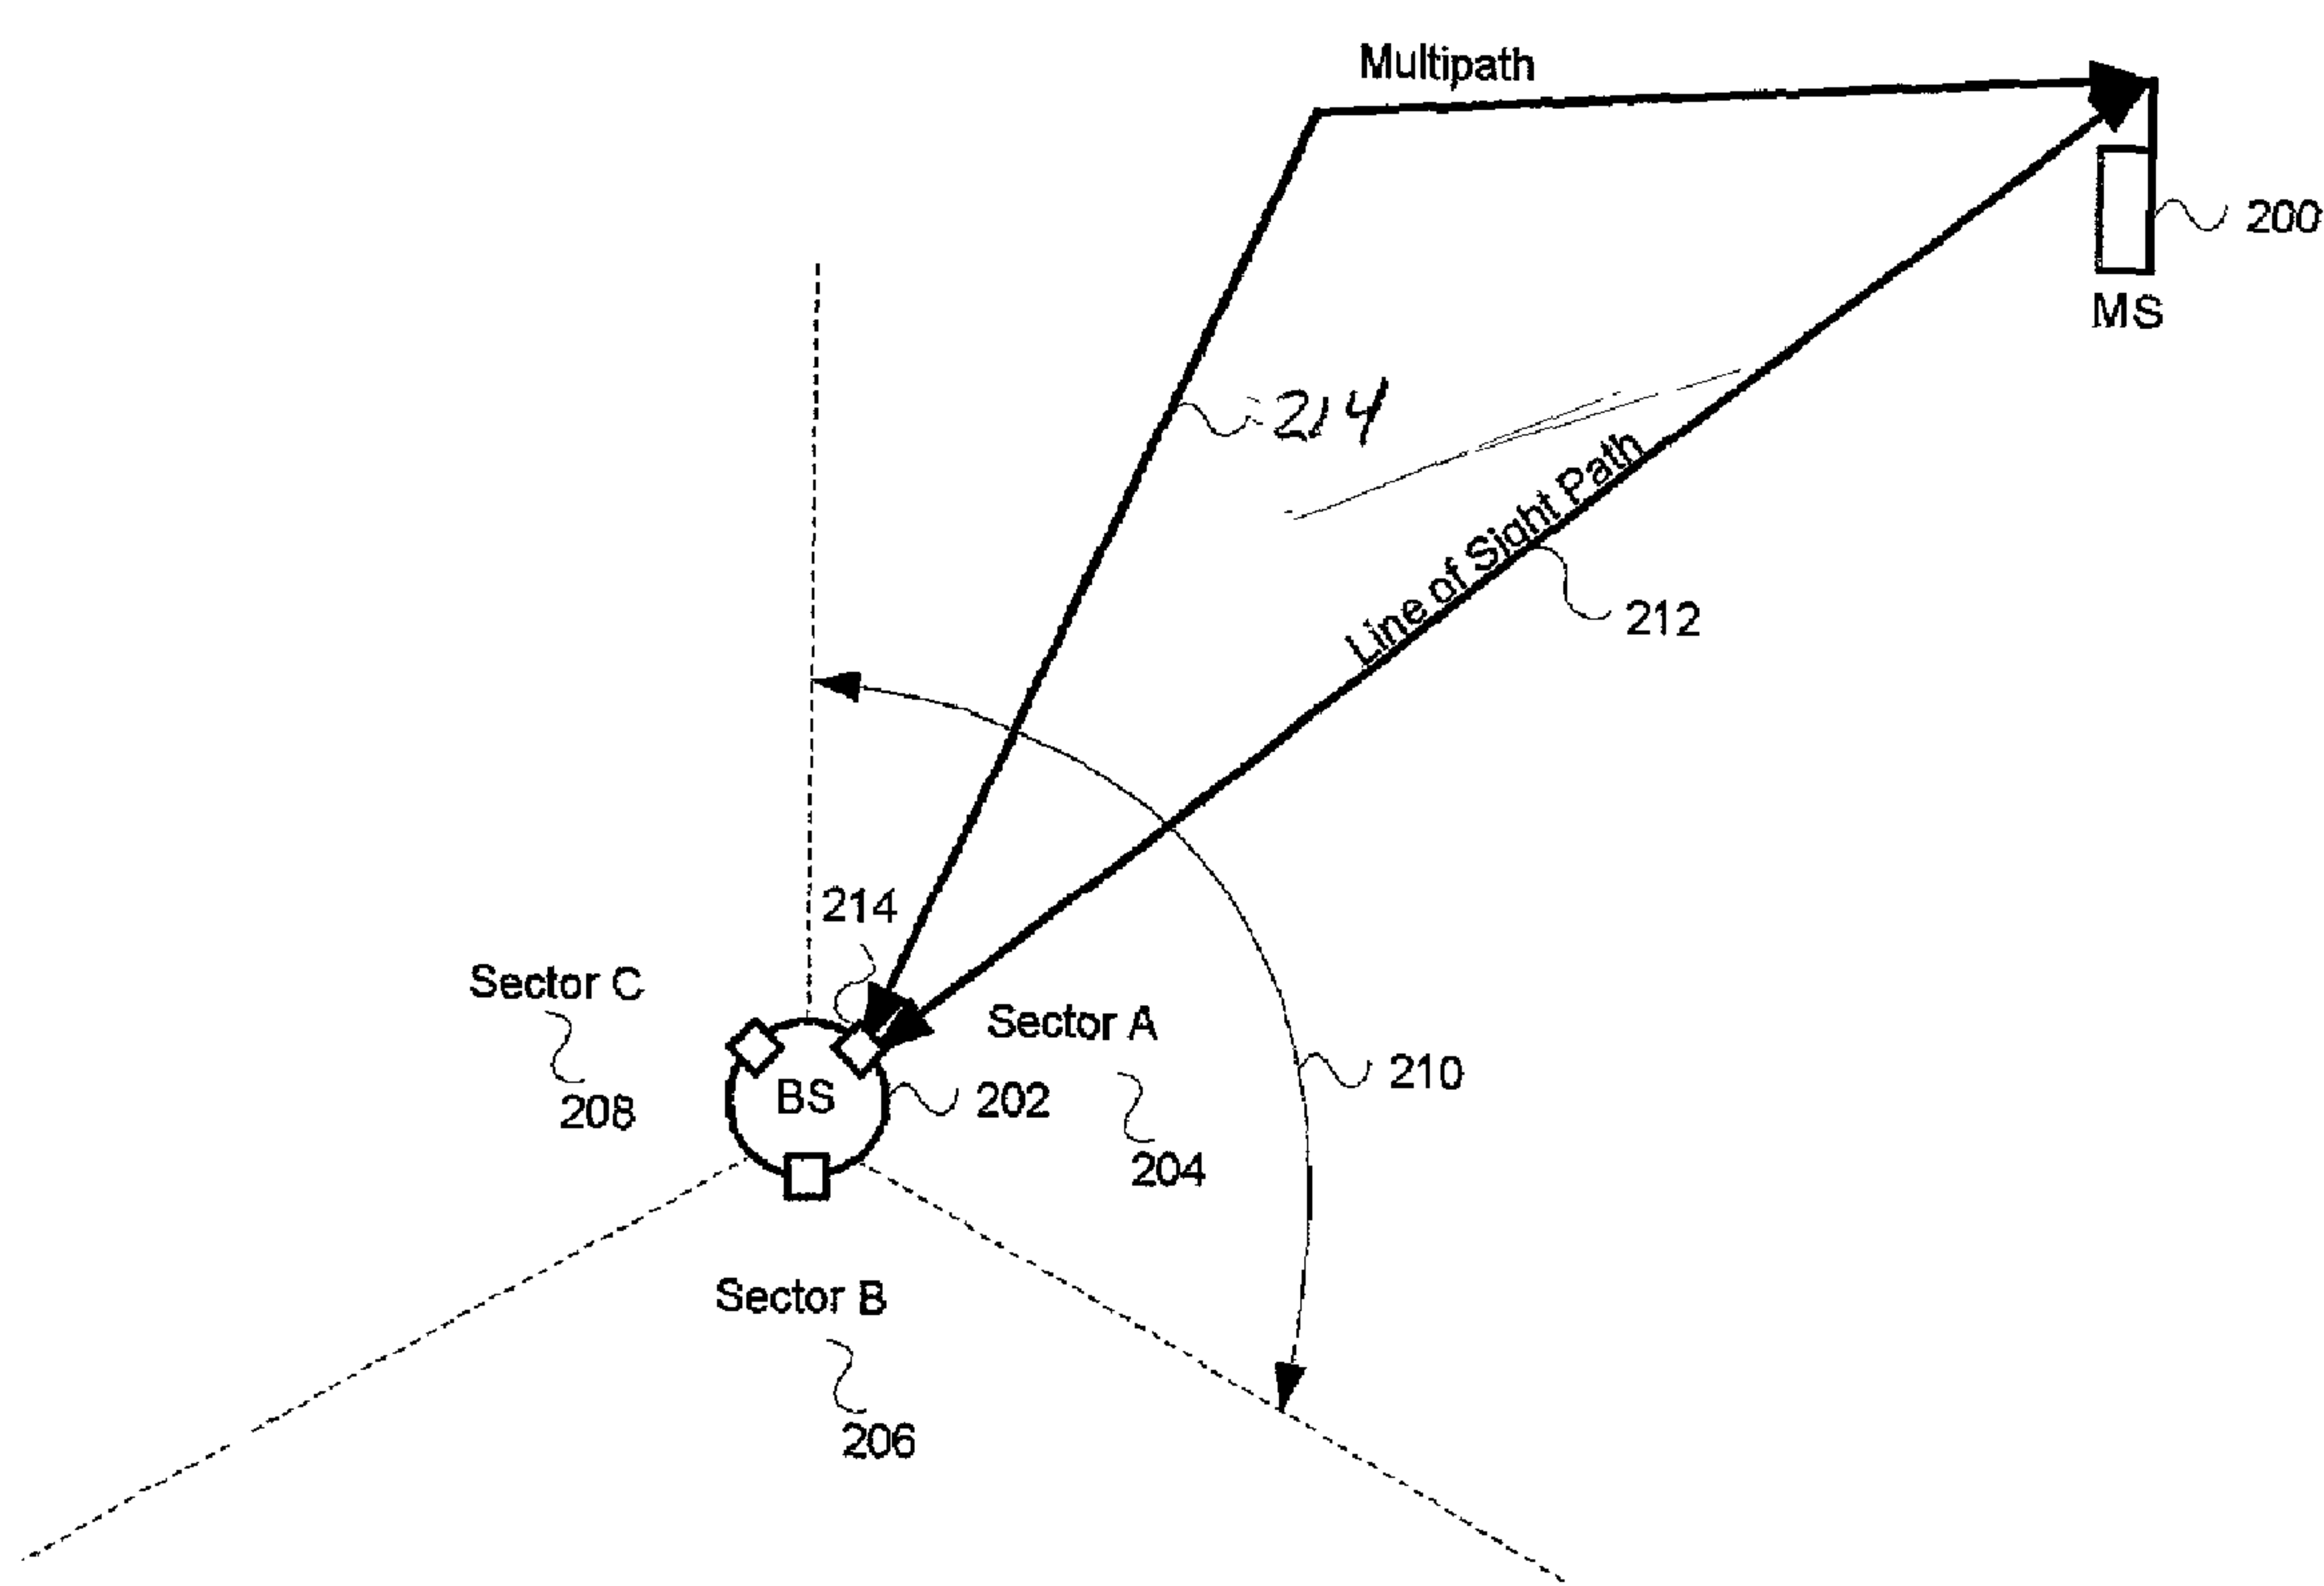 Multipath
200
MS
214
Line of Sight Path
212
214
Sector C
Sector A
210
BS
202
208
204
Sector B
206